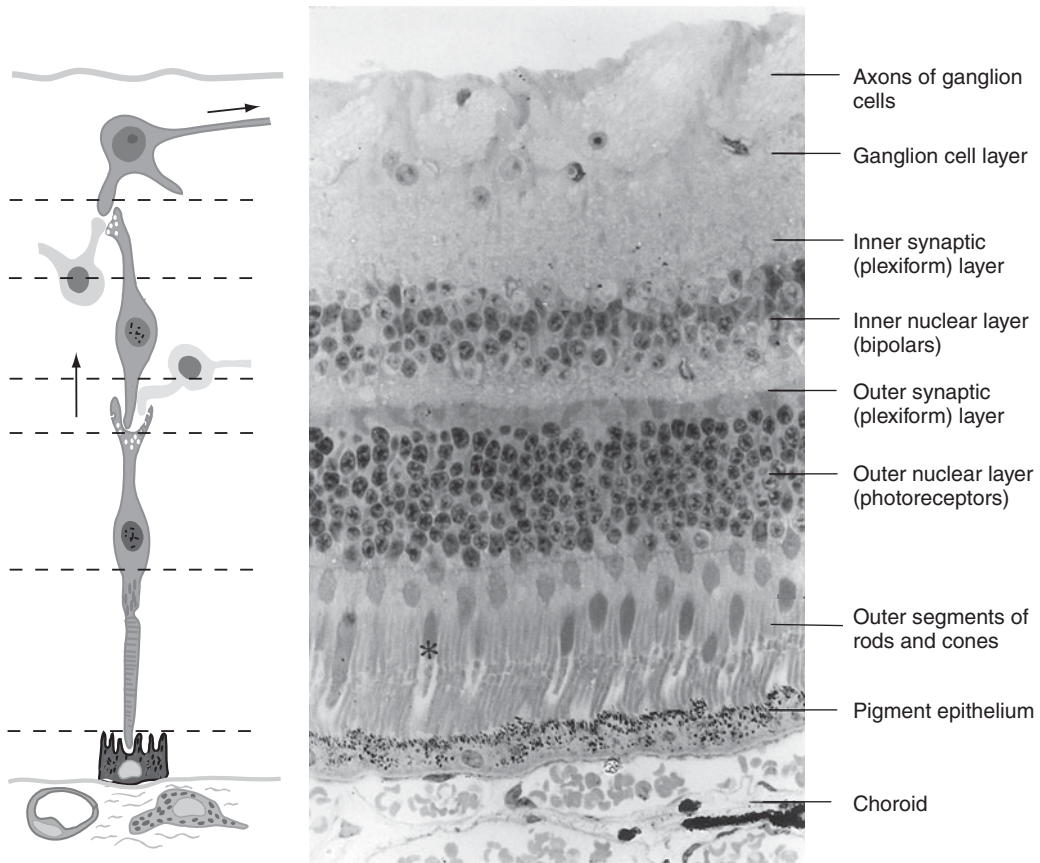 Axons of ganglion
cells
Ganglion cell layer
Inner synaptic
(plexiform) layer
Inner nuclear layer
(bipolars)
Outer synaptic
(plexiform) layer
Outer nuclear layer
(photoreceptors)
Outer segments of
rods and cones
*
Pigment epithelium
Choroid